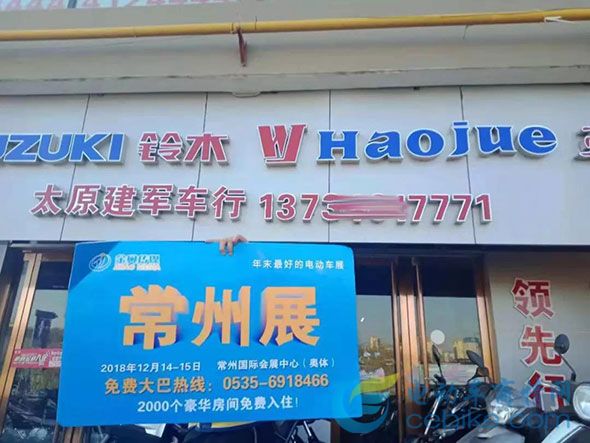 UZUKI 铃木 Haojue
太原建军车行 137 7771
年末最好的电动车展
常州展
2018年12月14-15日 常州国际会展中心（奥体）
免费大巴热线：0535-6918466
2000个豪华房间免费入住！
领先行